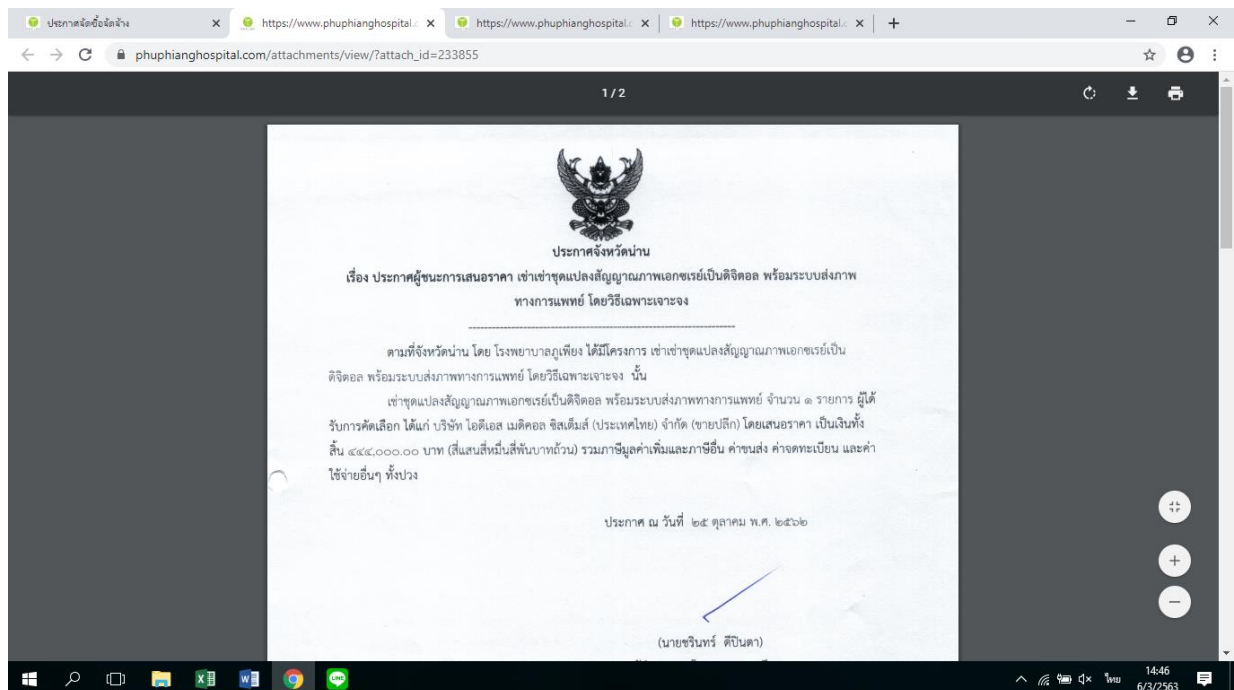 ประกาศจัดซื้อจัดจ้าง
https://www.phuphianghospital.c
https://www.phuphianghospital.c
https://www.phuphianghospital.c
phuphianghospital.com/attachments/view/?attach_id=233855
1/2
ประกาศจังหวัดน่าน
เรื่อง ประกาศผู้ชนะการเสนอราคา เช่าเช่าชุดแปลงสัญญาณภาพเอกซเรย์เป็นดิจิตอล พร้อมระบบส่งภาพ
ทางการแพทย์ โดยวิธีเฉพาะเจาะจง
ตามที่จังหวัดน่าน โดย โรงพยาบาลภูเพียง ได้มีโครงการ เช่าเช่าชุดแปลงสัญญาณภาพเอกซเรย์เป็น
ดิจิตอล พร้อมระบบส่งภาพทางการแพทย์ โดยวิธีเฉพาะเจาะจง นั้น
เช่าชุดแปลงสัญญาณภาพเอกซเรย์เป็นดิจิตอล พร้อมระบบส่งภาพทางการแพทย์ จำนวน ๑ รายการ ผู้ได้
รับการคัดเลือก ได้แก่ บริษัท ไอดีเอส เมดิคอล ซิสเต็มส์ (ประเทศไทย) จำกัด (ขายปลีก) โดยเสนอราคา เป็นเงินทั้ง
สิ้น ๔๔๔,๐๐๐.๐๐ บาท (สี่แสนสี่หมื่นสี่พันบาทถ้วน) รวมภาษีมูลค่าเพิ่มและภาษีอื่น ค่าขนส่ง ค่าจดทะเบียน และค่า
ใช้จ่ายอื่นๆ ทั้งปวง
ประกาศ ณ วันที่ ๒๕ ตุลาคม พ.ศ. ๒๕๖๒
(นายชรินทร์ ดีปินตา)
LINE
ไทย
14:46
6/3/2563